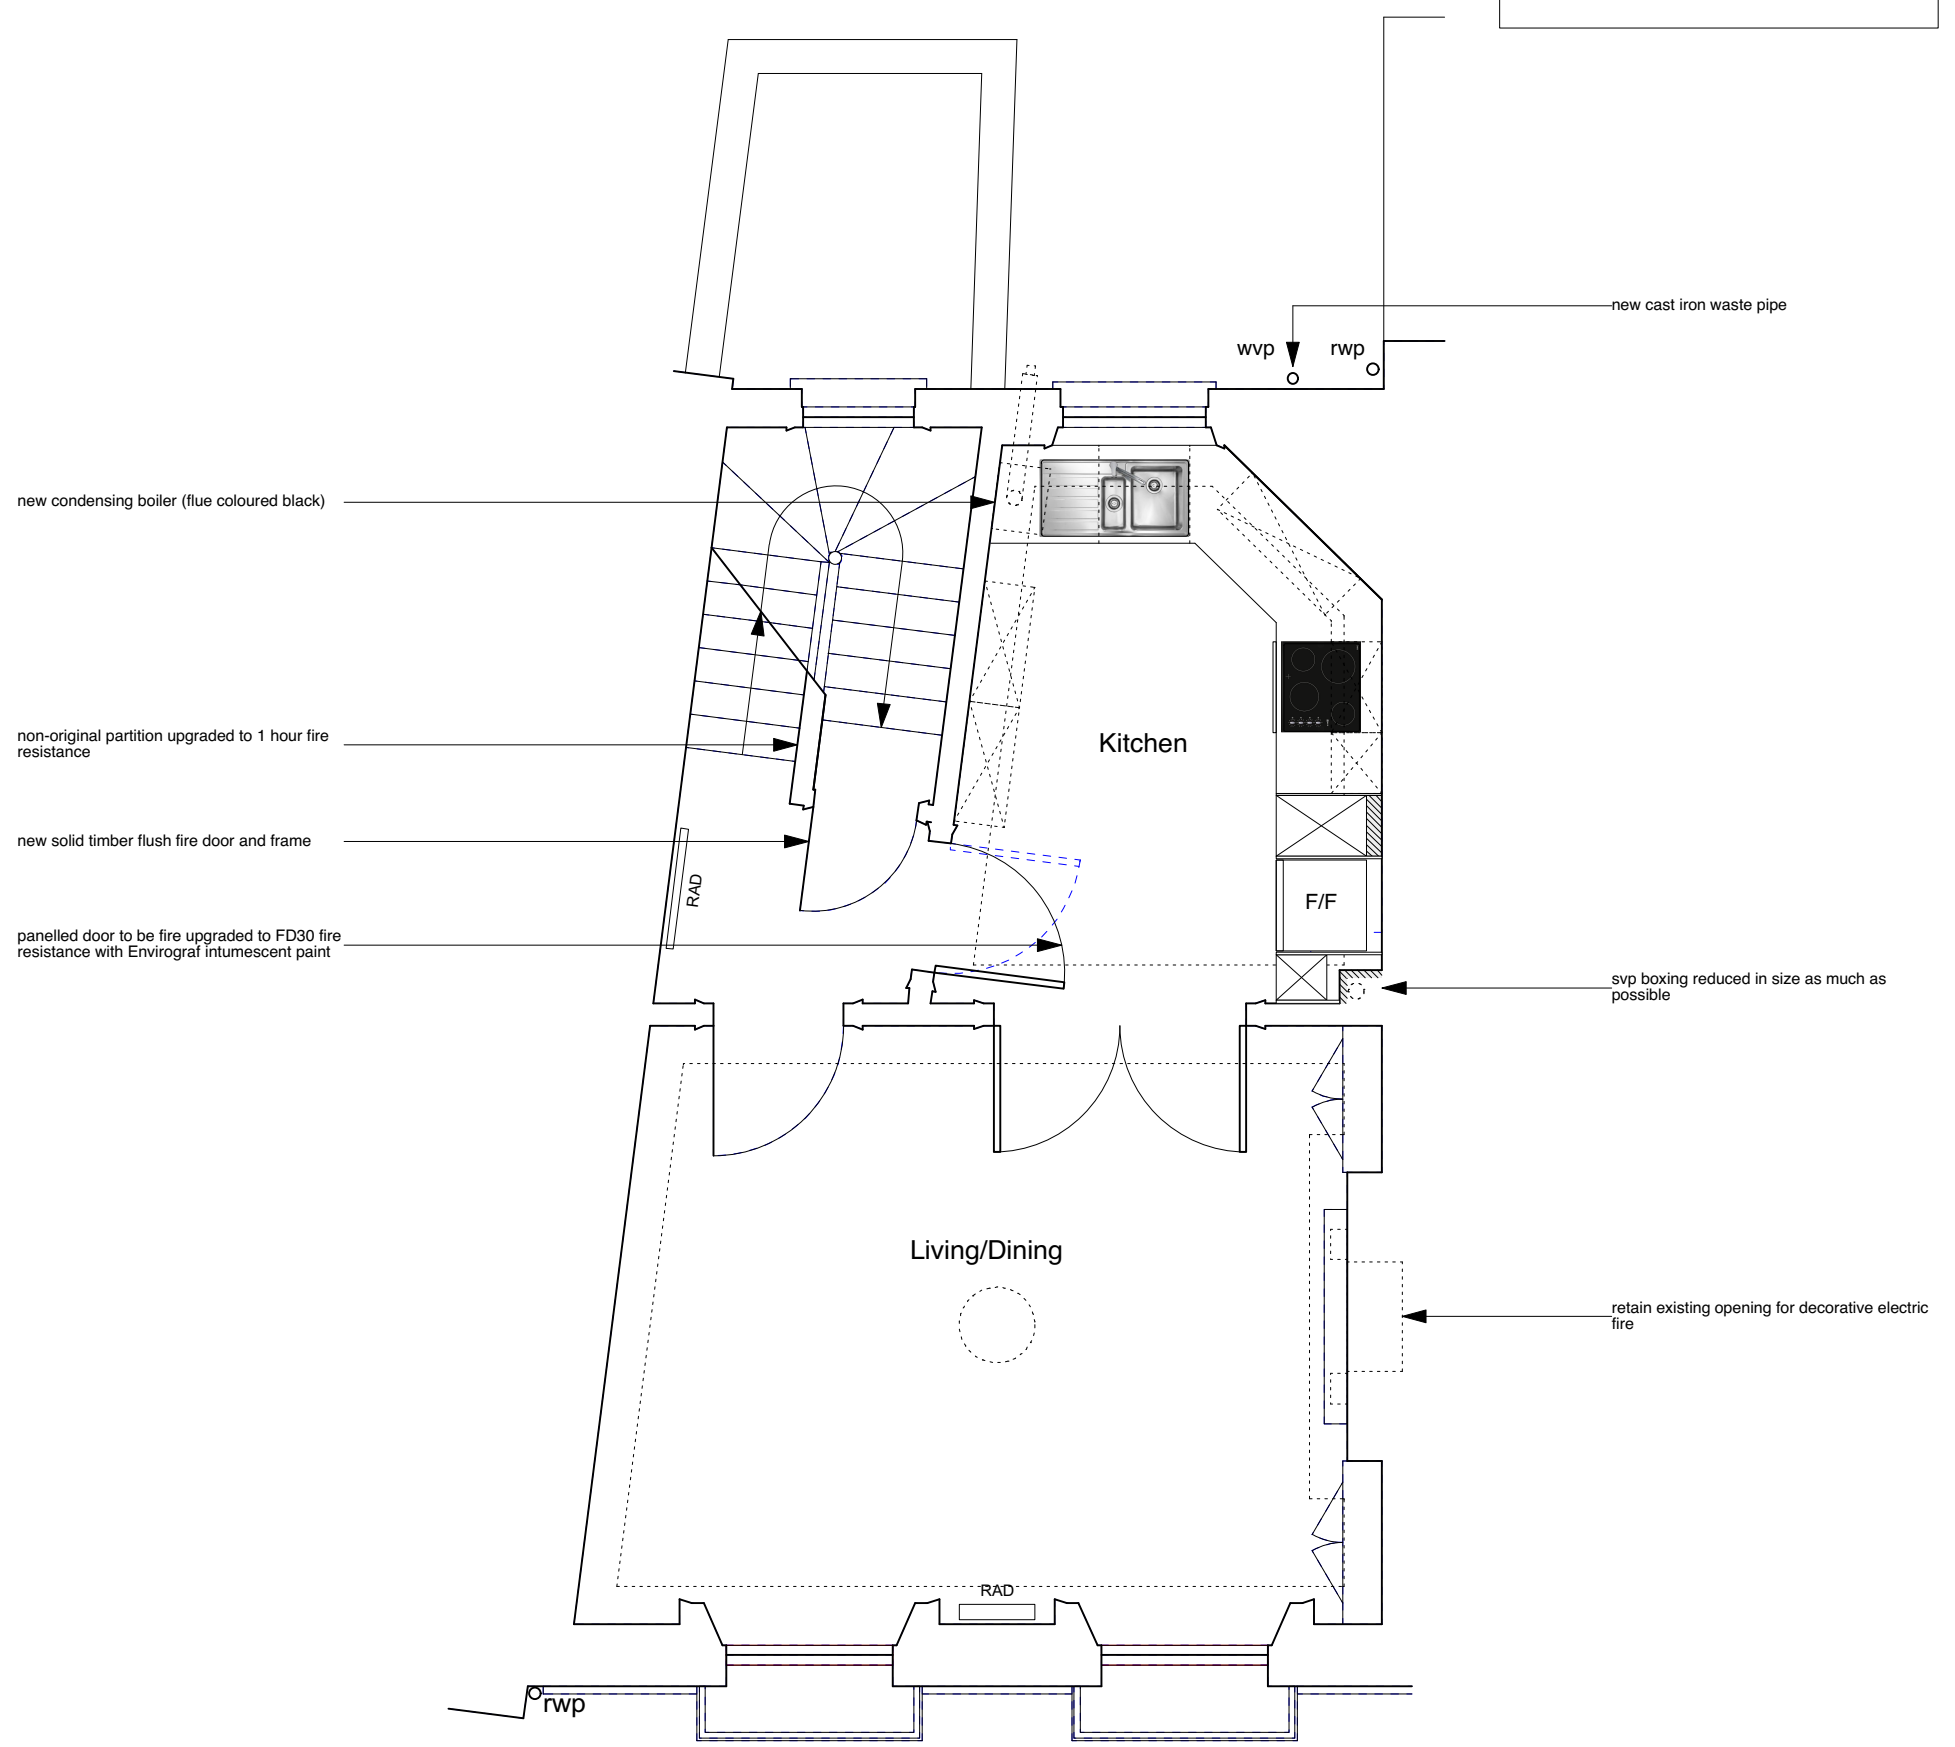 new cast iron waste pipe
wvp
rwp
new condensing boiler (flue coloured black)
non-original partition upgraded to 1 hour fire
resistance
Kitchen
new solid timber flush fire door and frame
RAD
F/F
panelled door to be fire upgraded to FD30 fire
resistance with Envirograf intumescent paint
svp boxing reduced in size as much as
possible
Living/Dining
retain existing opening for decorative electric
fire
RAD
rwp